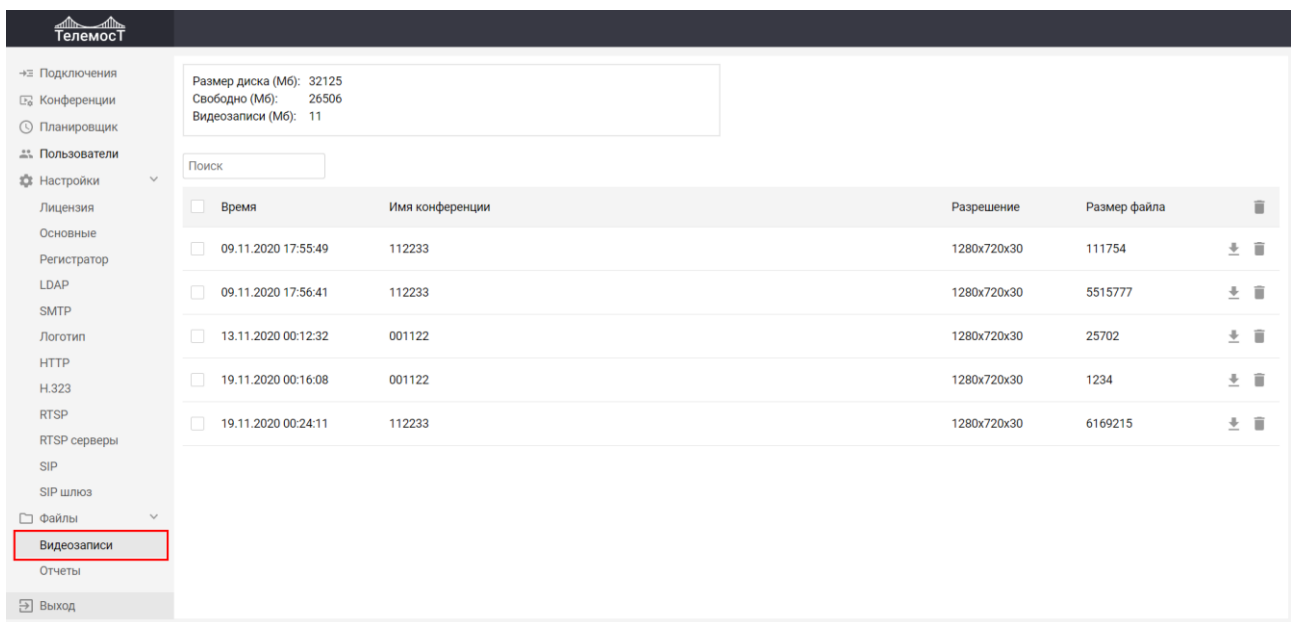 ТелемосТ
Подключения
Конференции
Планировщик
Пользователи
Настройки
Лицензия
Основные
Регистратор
LDAP
SMTP
Логотип
HTTP
H.323
RTSP
RTSP серверы
SIP
SIP шлюз
Файлы
Видеозаписи
Отчеты
Выход
Размер диска (Мб): 32125
Свободно (Мб): 26506
Видеозаписи (Мб): 11
Поиск
Время Имя конференции Разрешение Размер файла
09.11.2020 17:55:49 112233 1280x720x30 111754
09.11.2020 17:56:41 112233 1280x720x30 5515777
13.11.2020 00:12:32 001122 1280x720x30 25702
19.11.2020 00:16:08 001122 1280x720x30 1234
19.11.2020 00:24:11 112233 1280x720x30 6169215